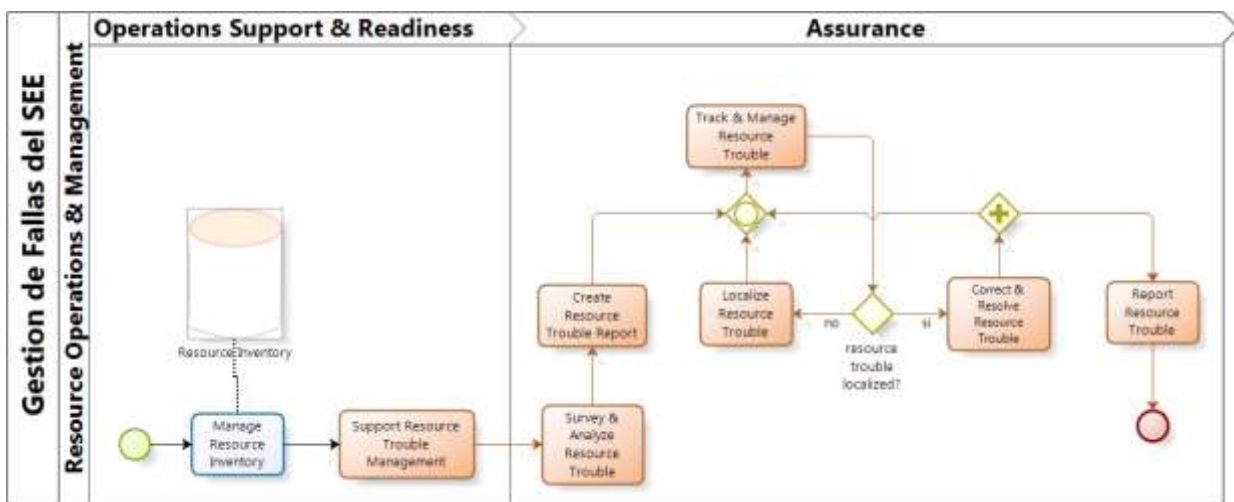 Operations Support & Readiness
Assurance
Gestion de Fallas del SEE
Resource Operations & Management
Track & Manage
Resource
Trouble
Resource Inventory
Create
Resource
Trouble Report
Localize
Resource
Trouble
no
si
resource
trouble
localized?
Correct &
Resolve
Resource
Trouble
Report
Resource
Trouble
Manage
Resource
Inventory
Support Resource
Trouble
Management
Survey &
Analyze
Resource
Trouble